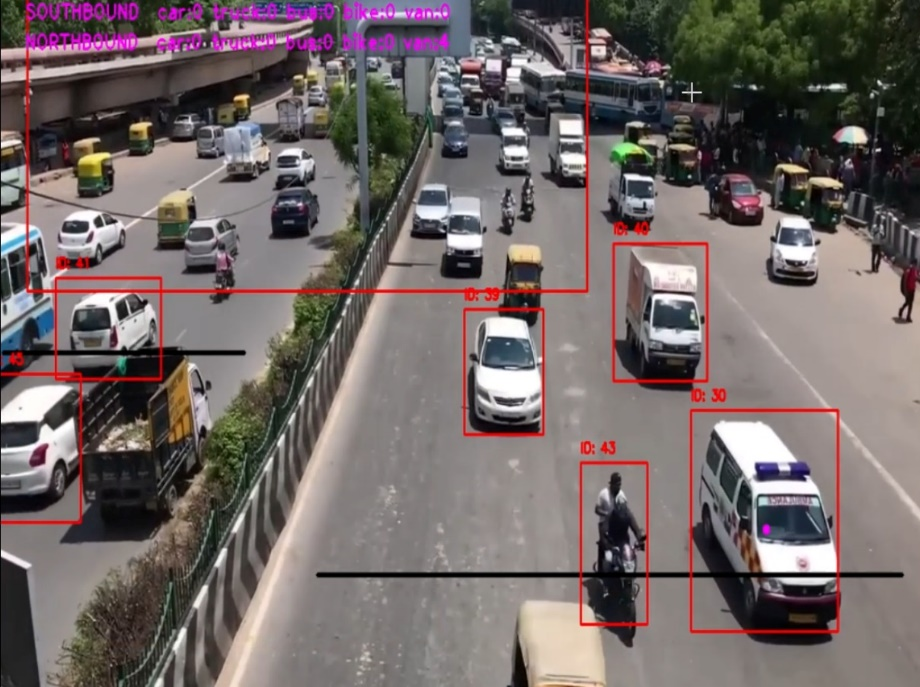 SOUTHBOUND car:0 truck:0 bus:0 bike:0 van:0
NORTHBOUND car:0 truck:0 bus:0 bike:0 van:4
ID: 40
ID: 41
ID: 39
45
ID: 30
ID: 43